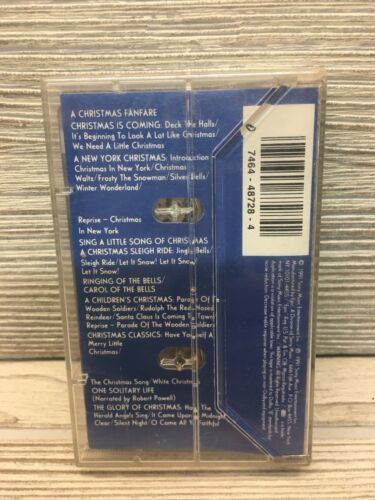 A CHRISTMAS FANFARE
CHRISTMAS IS COMING: Deck The Halls/
It's Beginning To Look A Lot Like Christmas/
We Need A Little Christmas
A NEW YORK CHRISTMAS: Introduction
Christmas In New York/Christmas
Waltz/Frosty The Snowman/Silver Bells/
Winter Wonderland/
Reprise – Christmas
In New York
SING A LITTLE SONG OF CHRISTMAS
A CHRISTMAS SLEIGH RIDE: Jingle Bells/
Sleigh Ride/Let It Snow! Let It Snow!
Let It Snow!
RINGING OF THE BELLS/
CAROL OF THE BELLS
A CHILDREN'S CHRISTMAS: Parade Of The
Wooden Soldiers/Rudolph The Red-Nosed
Reindeer/Santa Claus Is Coming To Town/
Reprise – Parade Of The Wooden Soldiers
CHRISTMAS CLASSICS: Have Yourself A
Merry Little
Christmas/
The Christmas Song/White Christmas
ONE SOLITARY LIFE
(Narrated by Robert Powell)
THE GLORY OF CHRISTMAS: Hark The
Herald Angels Sing/It Came Upon A Midnight
Clear/Silent Night/O Come All Ye Faithful
0 7464-48728-4
© 1991 Sony Music Entertainment Inc.